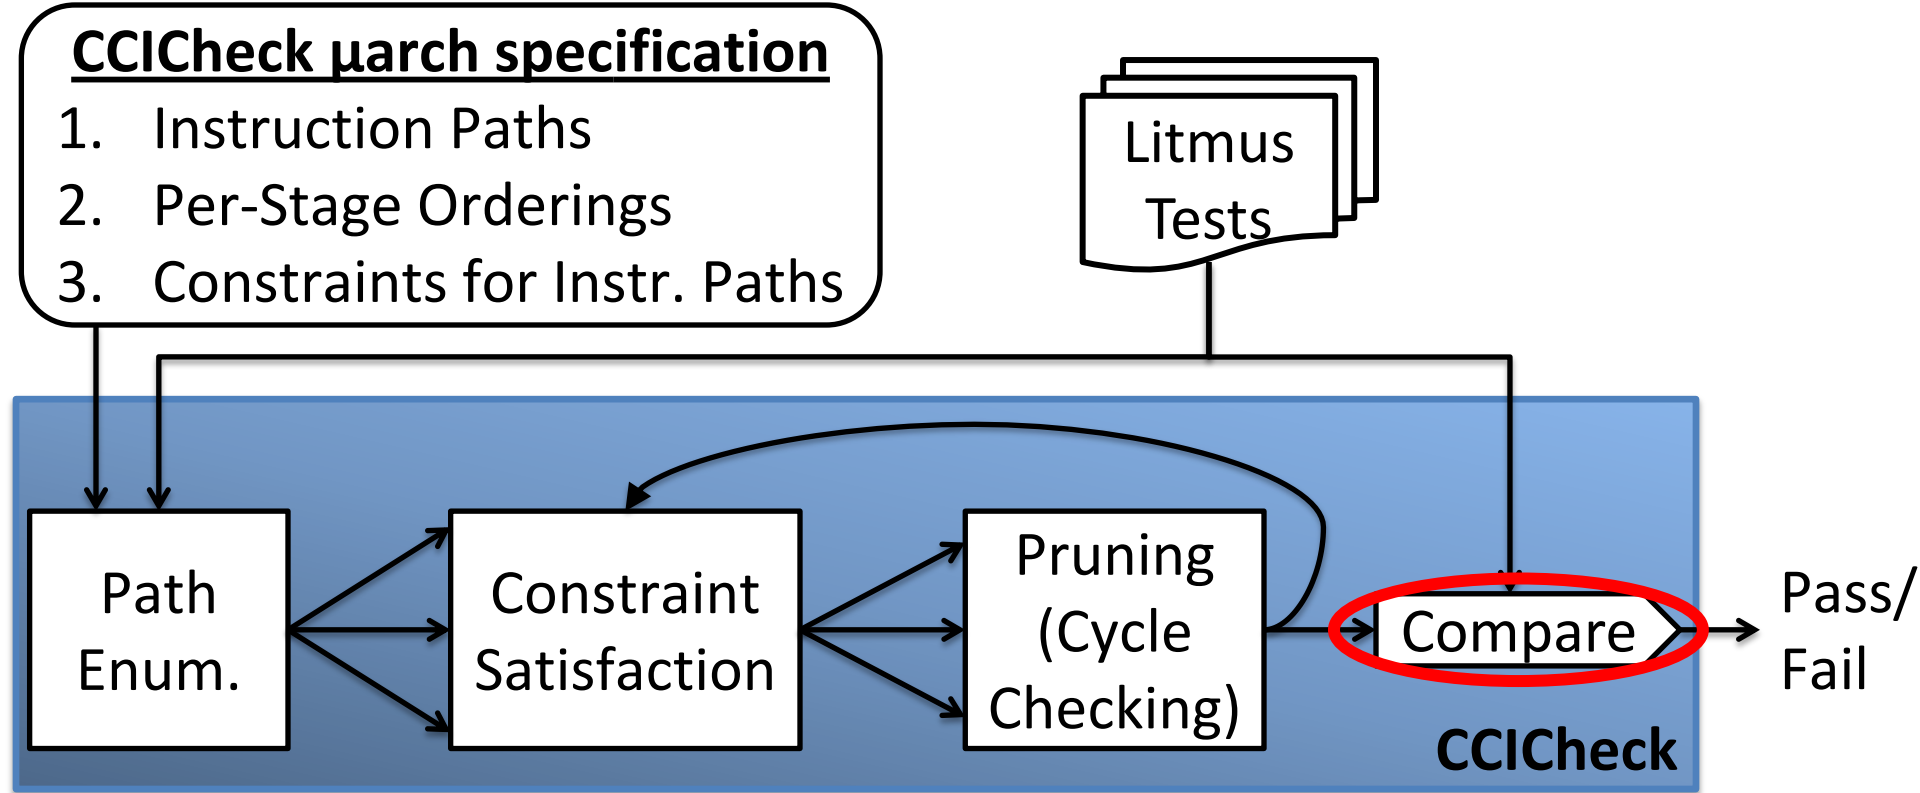 CCICheck µarch specification
1. Instruction Paths
2. Per-Stage Orderings
3. Constraints for Instr. Paths
Litmus
Tests
Path
Enum.
Constraint
Satisfaction
Pruning
(Cycle
Checking)
Compare
Pass/
Fail
CCICheck